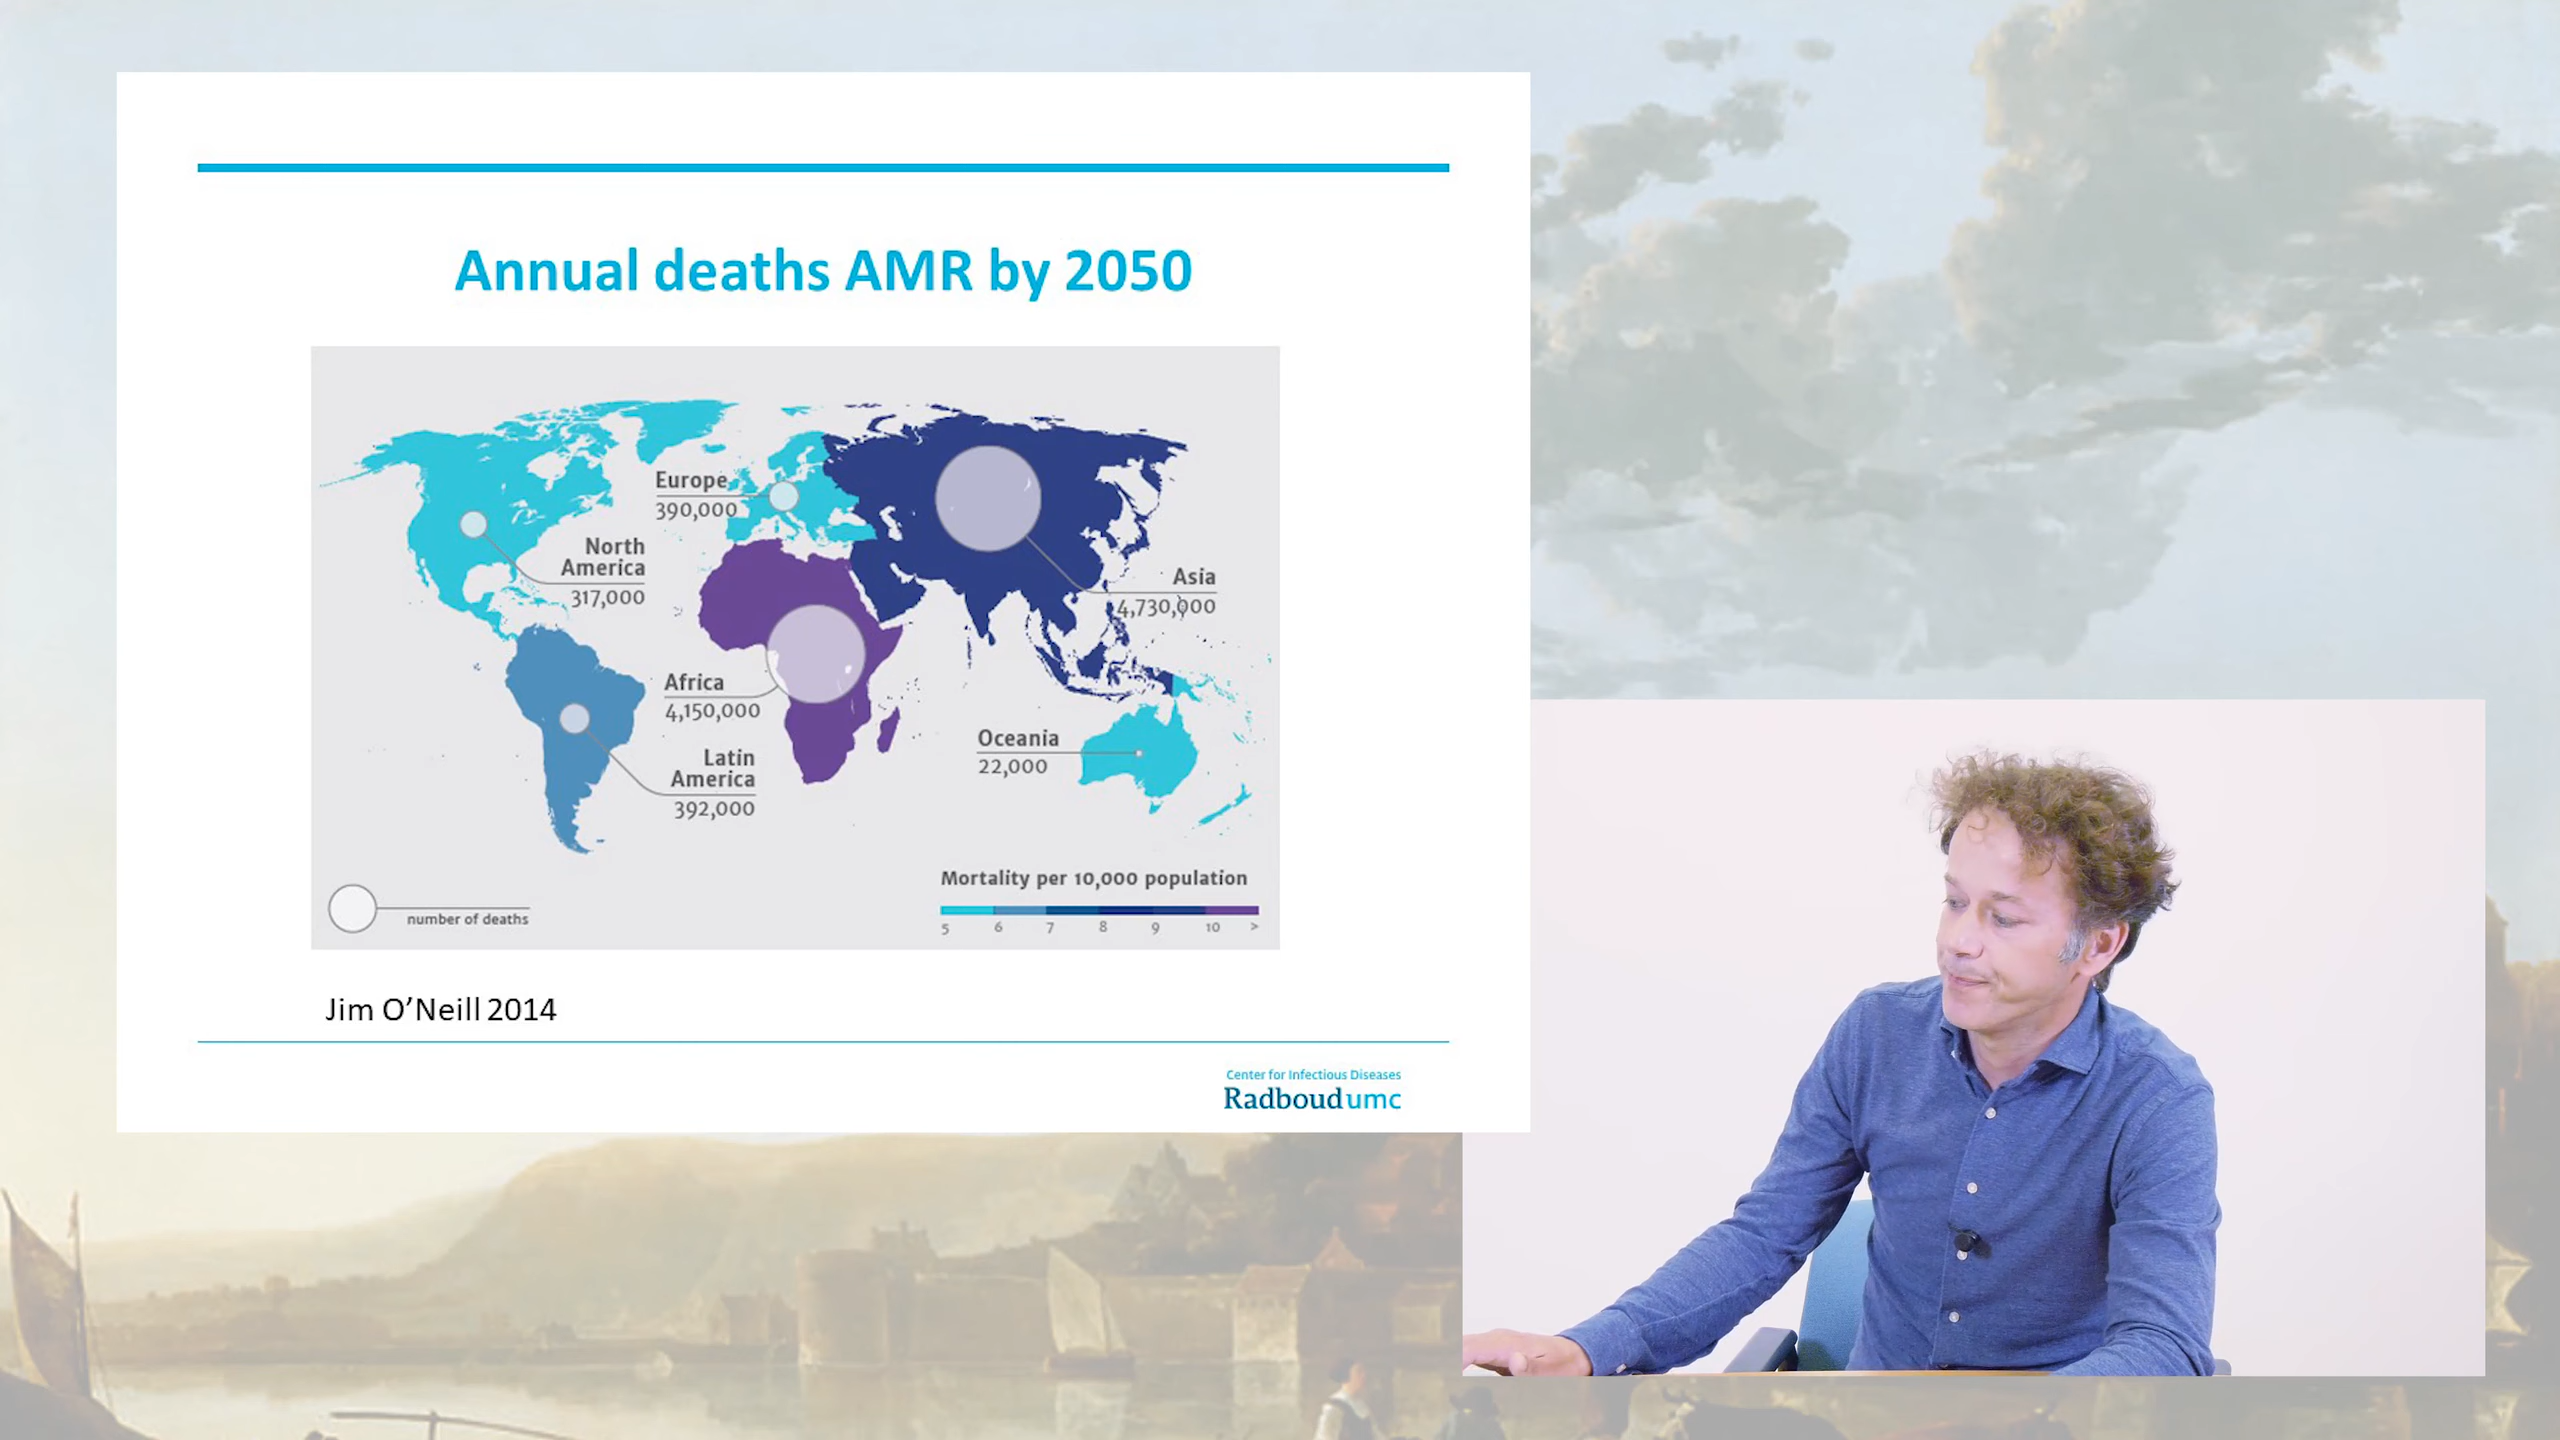 Annual deaths AMR by 2050
Europe
390,000
North
America
317,000
Asia
4,730,000
Africa
4,150,000
Latin
America
392,000
Oceania
22,000
Mortality per 10,000 population
5 6 7 8 9 10 >
number of deaths
Jim O’Neill 2014
Center for Infectious Diseases
Radboudumc